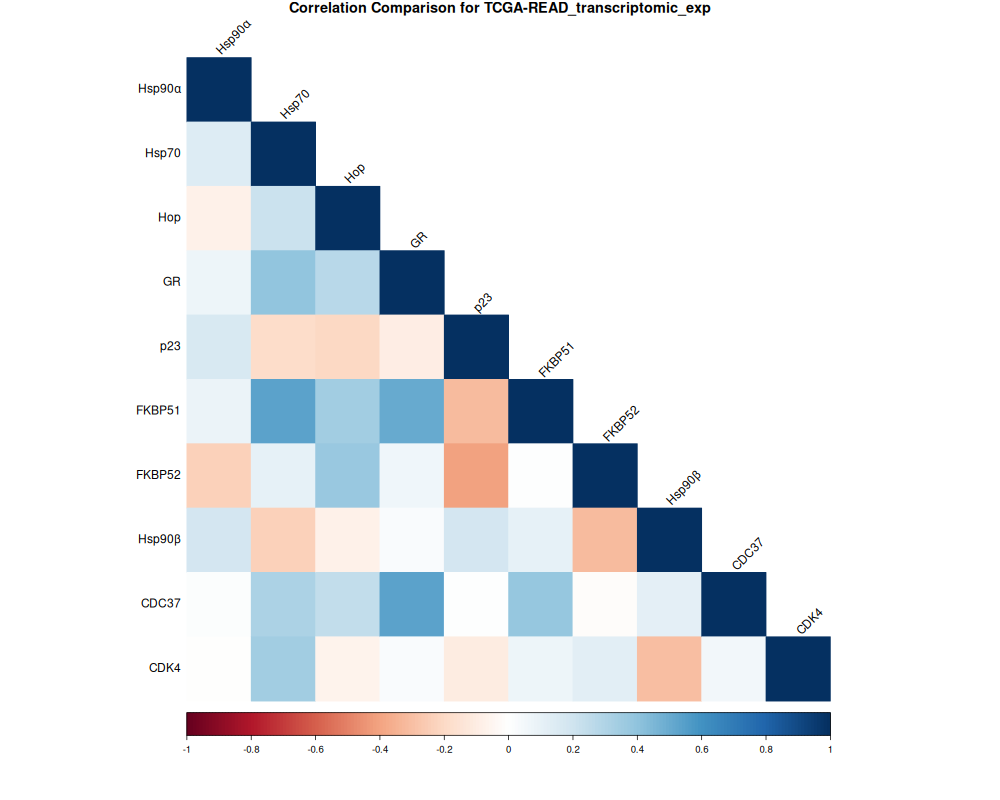 Correlation Comparison for TCGA-READ_transcriptomic_exp
Hsp90α
Hsp70
Hop
GR
p23
FKBP51
FKBP52
Hsp90β
CDC37
CDK4
Hsp90α
Hsp70
Hop
GR
p23
FKBP51
FKBP52
Hsp90β
CDC37
CDK4
-1 -0.8 -0.6 -0.4 -0.2 0 0.2 0.4 0.6 0.8 1